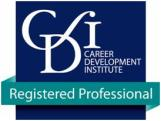 CDi
CAREER
DEVELOPMENT
INSTITUTE
Registered Professional